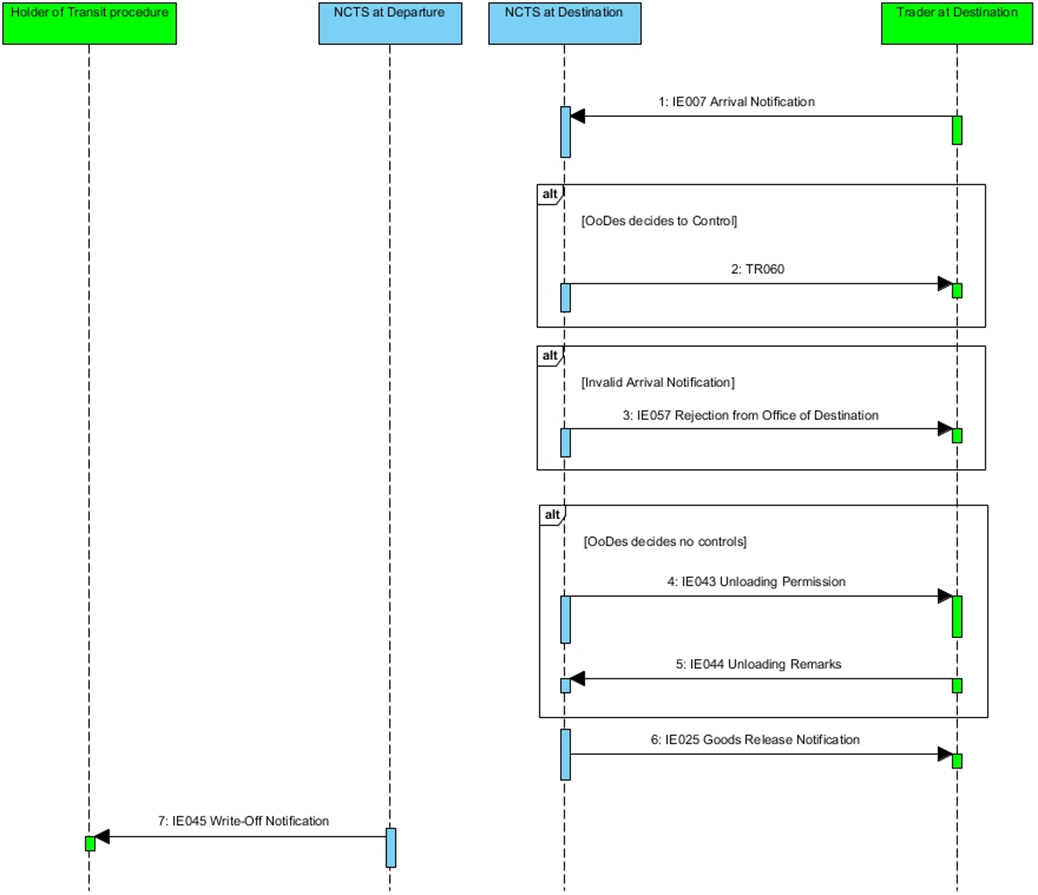 Holder of Transit procedure
NCTS at Departure
NCTS at Destination
Trader at Destination
1: IE007 Arrival Notification
alt
[OoDes decides to Control]
2: TR060
alt
[Invalid Arrival Notification]
3: IE057 Rejection from Office of Destination
alt
[OoDes decides no controls]
4: IE043 Unloading Permission
5: IE044 Unloading Remarks
6: IE025 Goods Release Notification
7: IE045 Write-Off Notification